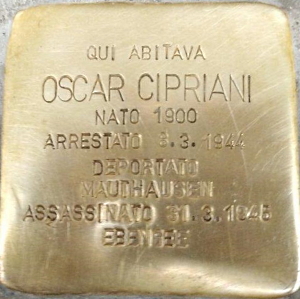 QUI ABITAVA
OSCAR CIPRIANI
NATO 1900
ARRESTATO 3.3.1944
DEPORTATO
MAUTHAUSEN
ASSASSINATO 31.3.1945
EBENSEE